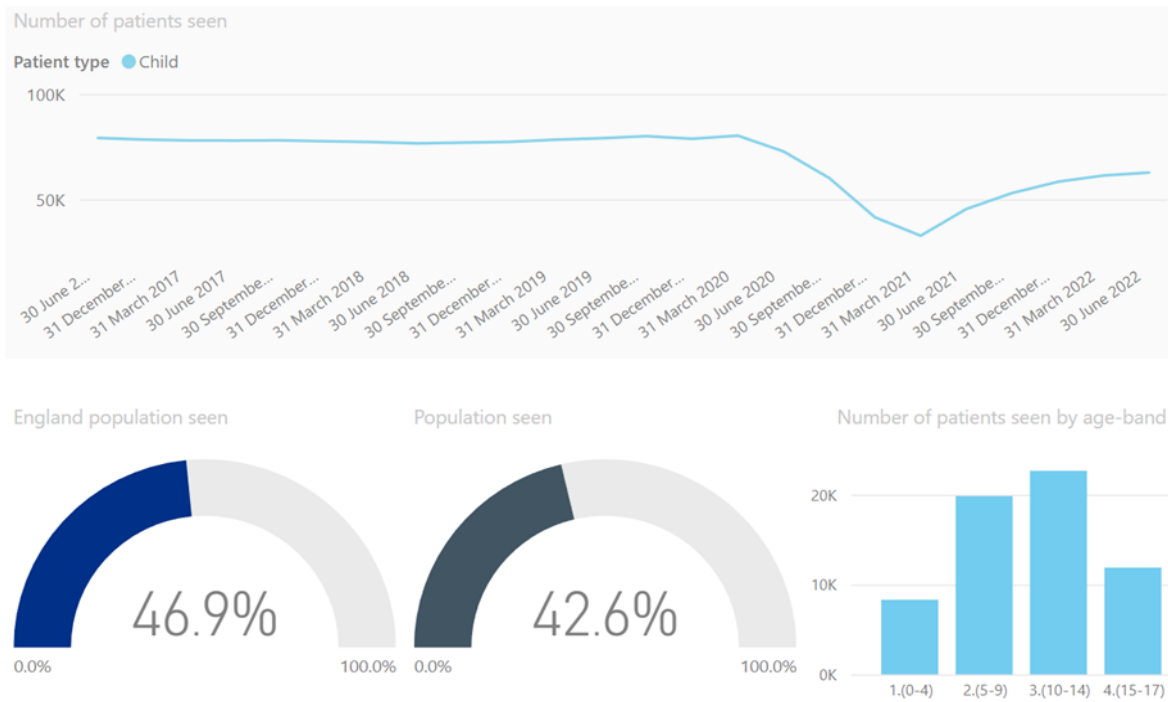 Number of patients seen
Patient type Child
100K
50K
30 June 2...
31 December...
31 March 2017
30 June 2017
30 Septembe...
31 December...
31 March 2018
30 June 2018
30 Septembe...
31 December...
31 March 2019
30 June 2019
30 Septembe...
31 December...
31 March 2020
30 June 2020
30 Septembe...
31 December...
31 March 2021
30 June 2021
30 Septembe...
31 December...
31 March 2022
30 June 2022
England population seen
46.9%
0.0% 100.0%
Population seen
42.6%
0.0% 100.0%
Number of patients seen by age-band
20K
10K
0K
1.(0-4) 2.(5-9) 3.(10-14) 4.(15-17)